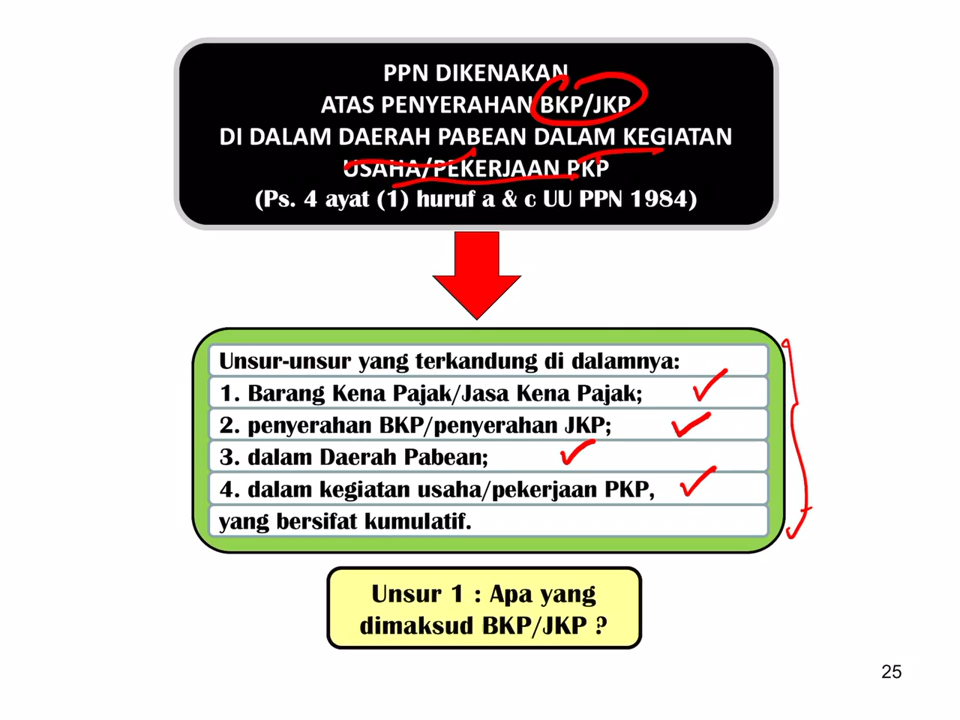 PPN DIKENAKAN
ATAS PENYERAHAN BKP/JKP
DI DALAM DAERAH PABEAN DALAM KEGIATAN
USAHA/PEKERJAAN PKP
(Ps. 4 ayat (1) huruf a & c UU PPN 1984)
Unsur-unsur yang terkandung di dalamnya:
1. Barang Kena Pajak/Jasa Kena Pajak;
2. penyerahan BKP/penyerahan JKP;
3. dalam Daerah Pabean;
4. dalam kegiatan usaha/pekerjaan PKP,
yang bersifat kumulatif.
Unsur 1 : Apa yang
dimaksud BKP/JKP ?
25